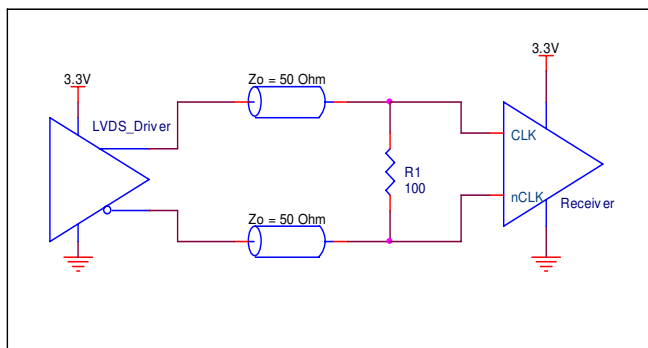 3.3V
LVDS_Driver
Zo = 50 Ohm
3.3V
CLK
R1
100
nCLK
Receiver
Zo = 50 Ohm